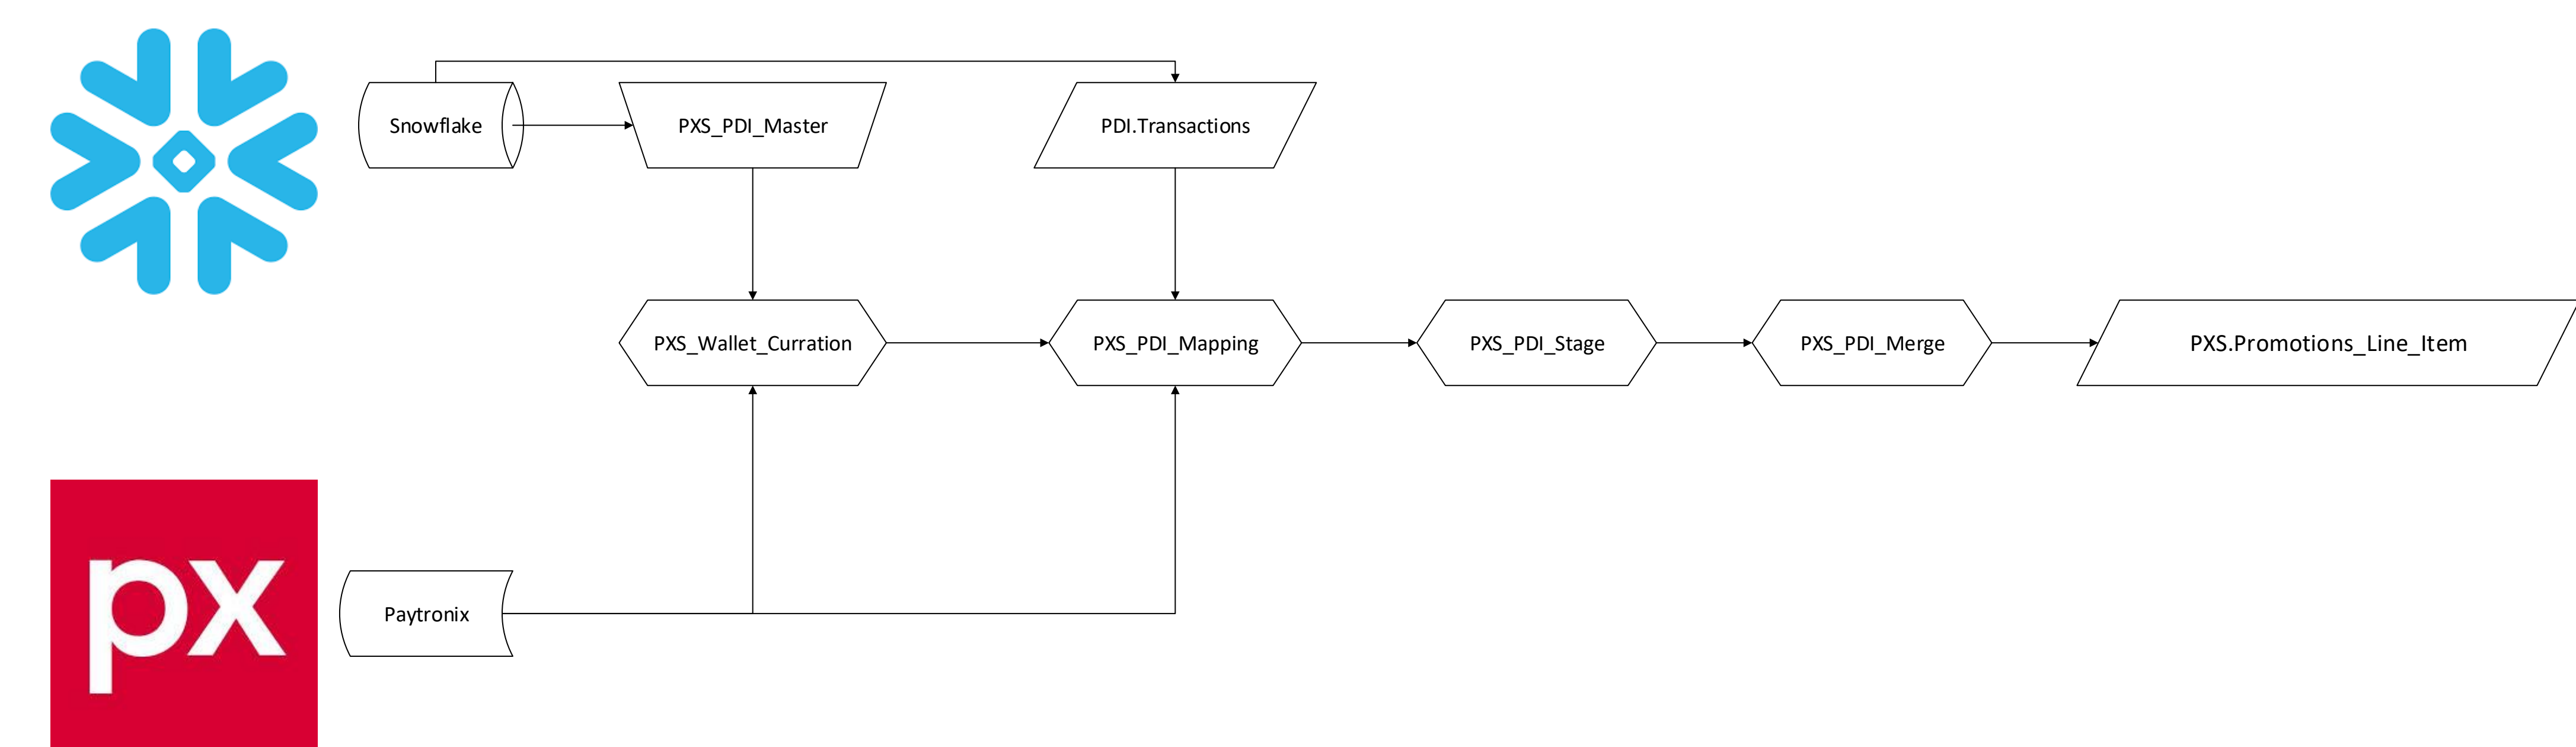 Snowflake
PXS_PDI_Master
PDI.Transactions
PXS_Wallet_Curration
PXS_PDI_Mapping
PXS_PDI_Stage
PXS_PDI_Merge
PXS.Promotions_Line_Item
px
Paytronix